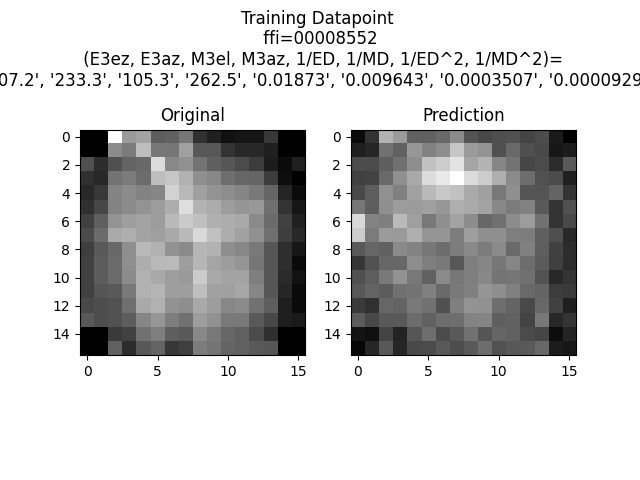 Training Datapoint
ffi=00008552
(E3ez, E3az, M3el, M3az, 1/ED, 1/MD, 1/ED^2, 1/MD^2)=
07.2', '233.3', '105.3', '262.5', '0.01873', '0.009643', '0.0003507', '0.0000929
Original Prediction
0 0
2 2
4 4
6 6
8 8
10 10
12 12
14 14
0 5 10 15 0 5 10 15